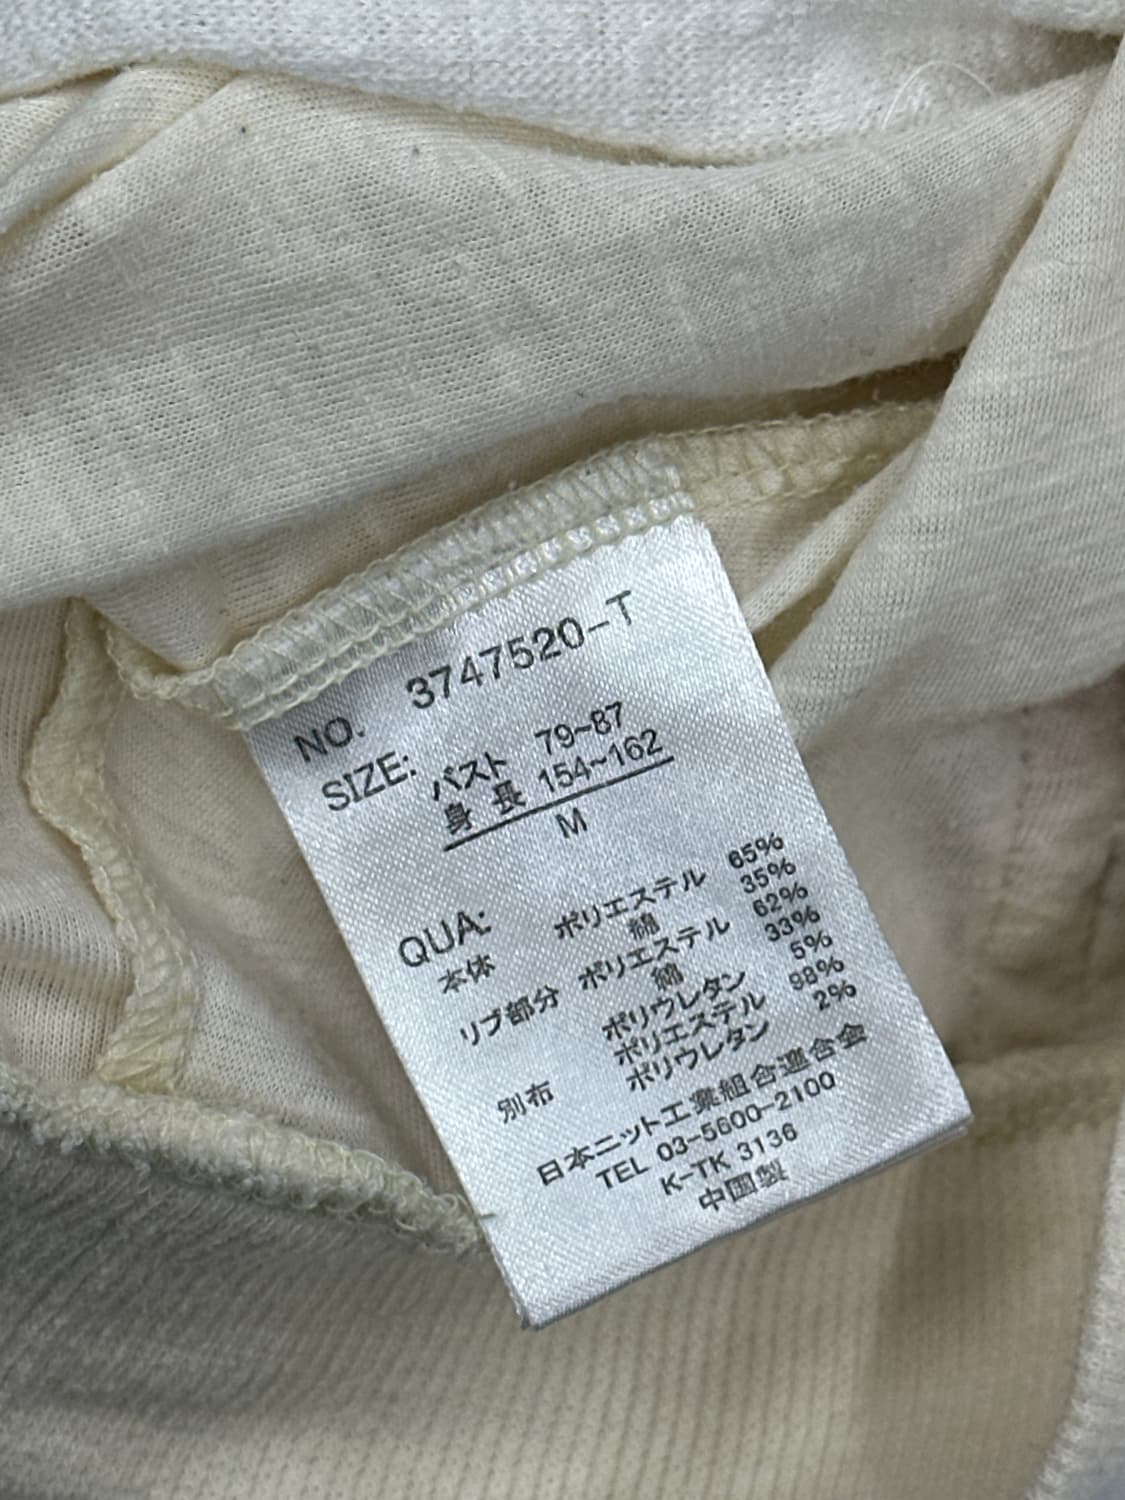 NO. 3747520-T
SIZE: バスト 79~87
身 長 154~162
M
QUA:
本体 ポリエステル 65%
綿 35%
リブ部分 ポリエステル 62%
綿 33%
ポリウレタン 5%
別布 ポリエステル 98%
ポリウレタン 2%
日本ニット工業組合連合会
TEL 03-5600-2100
K-TK 3136
中国製